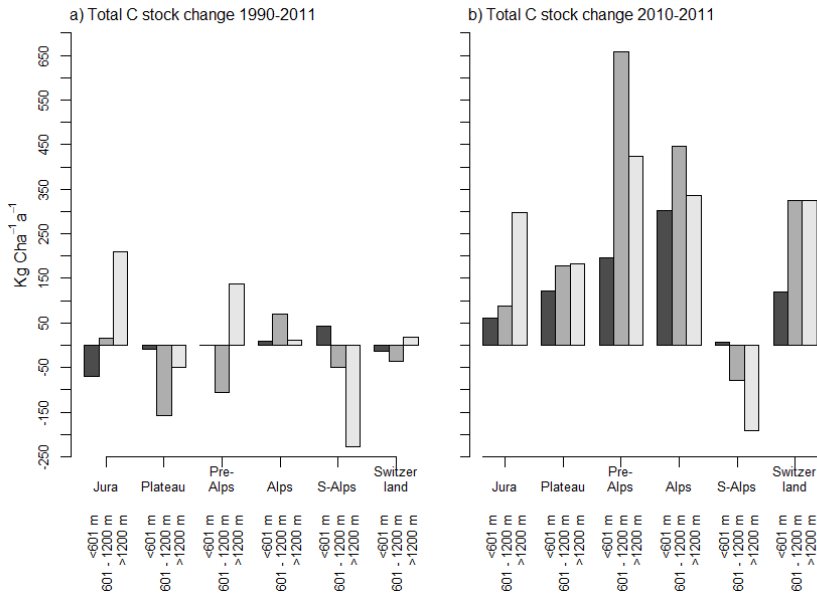 a) Total C stock change 1990-2011
b) Total C stock change 2010-2011
Kg Cha⁻¹a⁻¹
650
550
450
350
250
150
50
-50
-150
-250
Jura
Plateau
Pre-
Alps
Alps
S-Alps
Switzer
land
Jura
Plateau
Pre-
Alps
Alps
S-Alps
Switzer
land
<601 m
601 - 1200 m
>1200 m
<601 m
601 - 1200 m
>1200 m
<601 m
601 - 1200 m
>1200 m
<601 m
601 - 1200 m
>1200 m
<601 m
601 - 1200 m
>1200 m
<601 m
601 - 1200 m
>1200 m
<601 m
601 - 1200 m
>1200 m
<601 m
601 - 1200 m
>1200 m
<601 m
601 - 1200 m
>1200 m
<601 m
601 - 1200 m
>1200 m
<601 m
601 - 1200 m
>1200 m
<601 m
601 - 1200 m
>1200 m